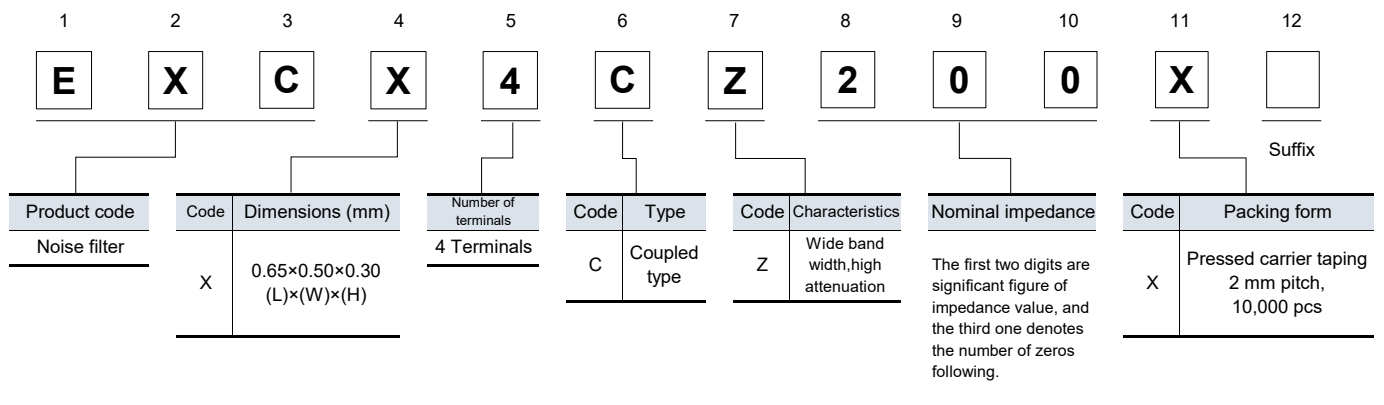 1 2 3 4 5 6 7 8 9 10 11 12
E X C X 4 C Z 2 0 0 X
Suffix
Product code
Noise filter
Code Dimensions (mm)
X
0.65×0.50×0.30
(L)×(W)×(H)
Number of
terminals
4 Terminals
Code Type
C
Coupled
type
Code Characteristics
Z
Wide band
width,high
attenuation
Nominal impedance
The first two digits are
significant figure of
impedance value, and
the third one denotes
the number of zeros
following.
Code Packing form
X
Pressed carrier taping
2 mm pitch,
10,000 pcs